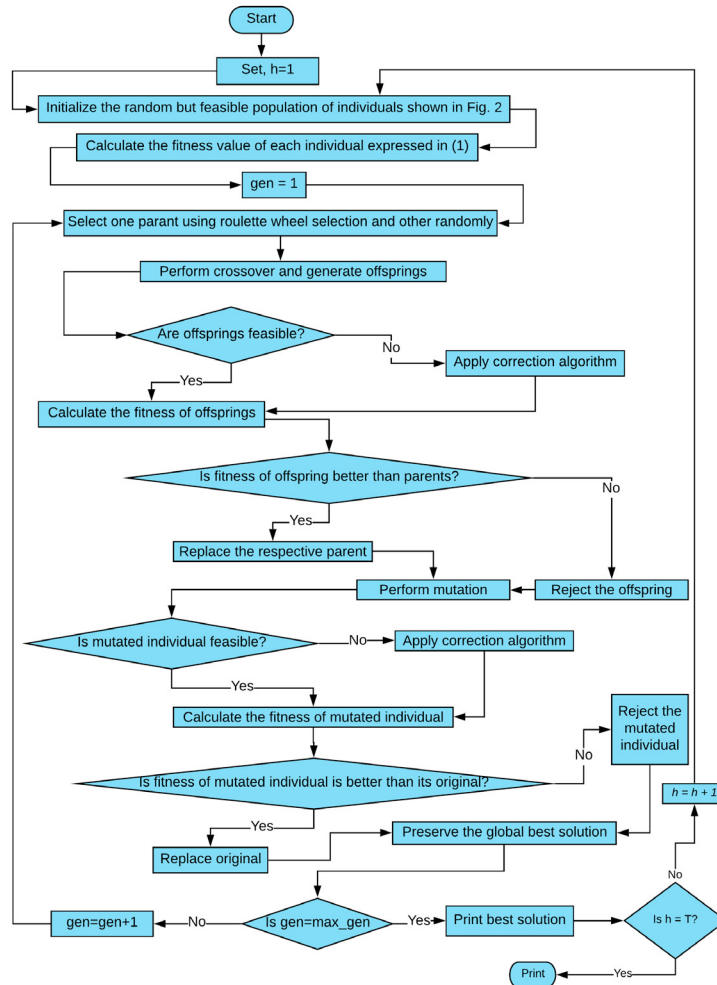 Start
Set, h=1
Initialize the random but feasible population of individuals shown in Fig. 2
Calculate the fitness value of each individual expressed in (1)
gen = 1
Select one parant using roulette wheel selection and other randomly
Perform crossover and generate offsprings
Are offsprings feasible?
No
Apply correction algorithm
Yes
Calculate the fitness of offsprings
Is fitness of offspring better than parents?
No
Yes
Replace the respective parent
Perform mutation
Reject the offspring
Is mutated individual feasible?
No
Apply correction algorithm
Yes
Calculate the fitness of mutated individual
Reject the
mutated
individual
No
Is fitness of mutated individual is better than its original?
h = h + 1
Yes
Preserve the global best solution
Replace original
No
gen=gen+1
No
Is gen=max_gen
Yes
Print best solution
Is h = T?
Yes
Print